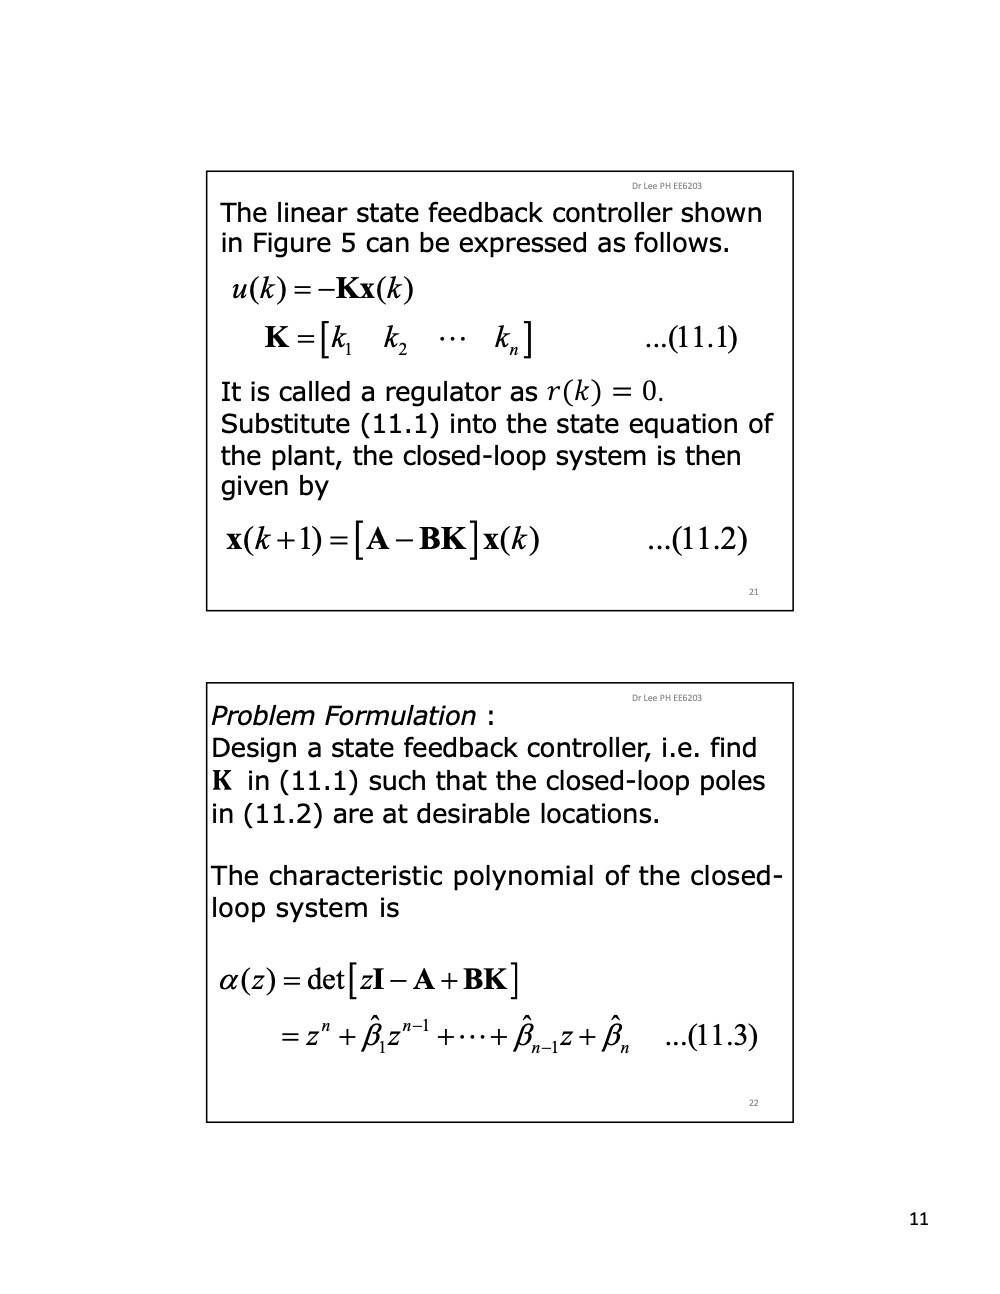 Dr Lee PH EE6203
The linear state feedback controller shown
in Figure 5 can be expressed as follows.
u(k) = −Kx(k)
K = [k₁ k₂ ⋯ kₙ] ...(11.1)
It is called a regulator as r(k) = 0.
Substitute (11.1) into the state equation of
the plant, the closed-loop system is then
given by
x(k+1) = [A − BK]x(k) ...(11.2)
21
Dr Lee PH EE6203
Problem Formulation :
Design a state feedback controller, i.e. find
K in (11.1) such that the closed-loop poles
in (11.2) are at desirable locations.
The characteristic polynomial of the closed-
loop system is
α(z) = det[zI − A + BK]
= zⁿ + β̂₁zⁿ⁻¹ + ⋯ + β̂ₙ₋₁z + β̂ₙ ...(11.3)
22
11